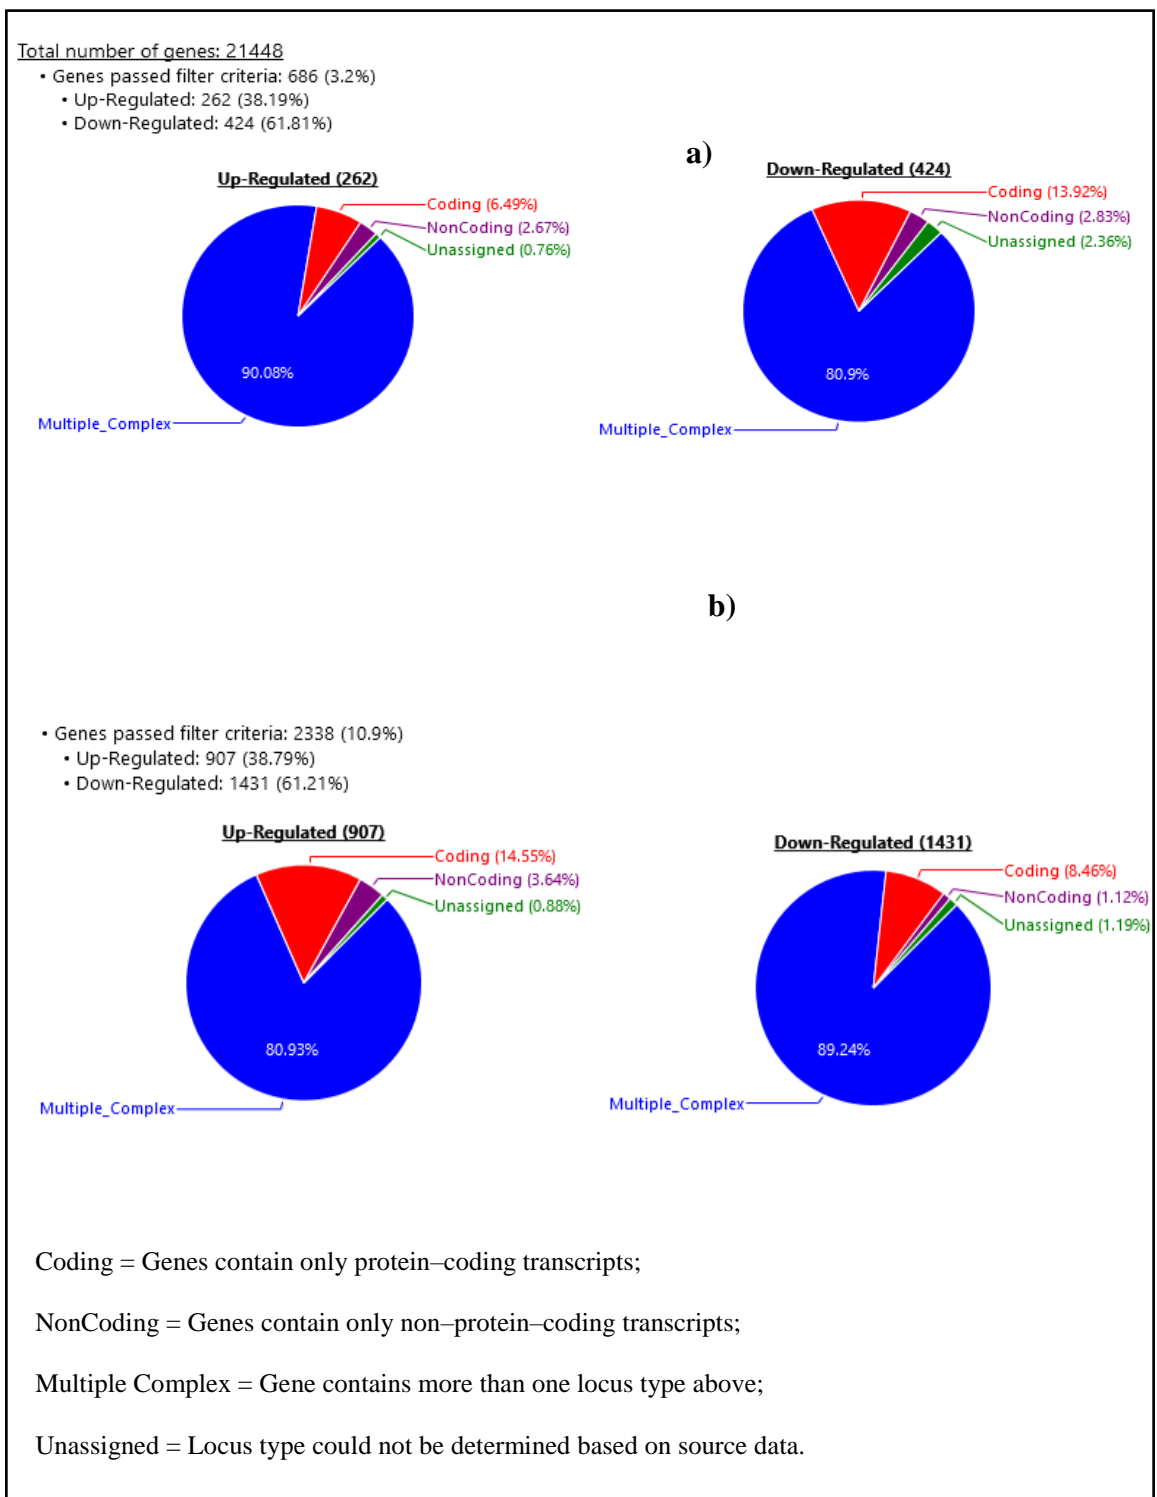 Total number of genes: 21448
• Genes passed filter criteria: 686 (3.2%)
• Up-Regulated: 262 (38.19%)
• Down-Regulated: 424 (61.81%)
a)
Up-Regulated (262)
Coding (6.49%)
NonCoding (2.67%)
Unassigned (0.76%)
90.08%
Multiple_Complex
Down-Regulated (424)
Coding (13.92%)
NonCoding (2.83%)
Unassigned (2.36%)
80.9%
Multiple_Complex
b)
• Genes passed filter criteria: 2338 (10.9%)
• Up-Regulated: 907 (38.79%)
• Down-Regulated: 1431 (61.21%)
Up-Regulated (907)
Coding (14.55%)
NonCoding (3.64%)
Unassigned (0.88%)
80.93%
Multiple_Complex
Down-Regulated (1431)
Coding (8.46%)
NonCoding (1.12%)
Unassigned (1.19%)
89.24%
Multiple_Complex
Coding = Genes contain only protein–coding transcripts;
NonCoding = Genes contain only non–protein–coding transcripts;
Multiple Complex = Gene contains more than one locus type above;
Unassigned = Locus type could not be determined based on source data.